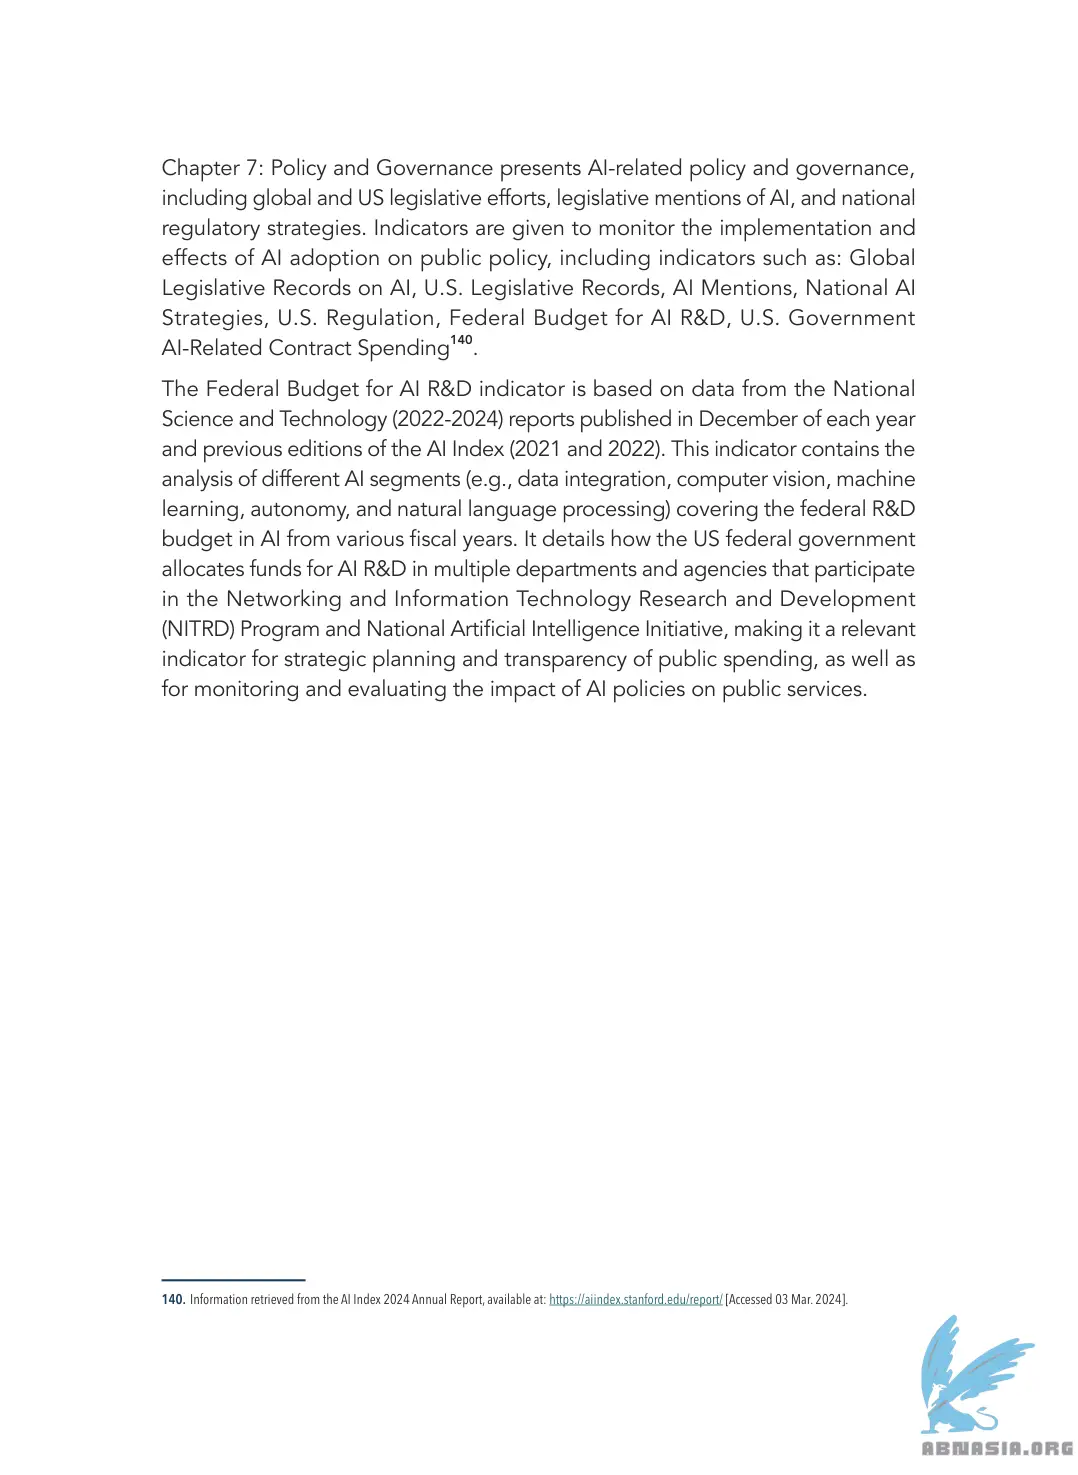 Chapter 7: Policy and Governance presents AI-related policy and governance,
including global and US legislative efforts, legislative mentions of AI, and national
regulatory strategies. Indicators are given to monitor the implementation and
effects of AI adoption on public policy, including indicators such as: Global
Legislative Records on AI, U.S. Legislative Records, AI Mentions, National AI
Strategies, U.S. Regulation, Federal Budget for AI R&D, U.S. Government
AI-Related Contract Spending140.
The Federal Budget for AI R&D indicator is based on data from the National
Science and Technology (2022-2024) reports published in December of each year
and previous editions of the AI Index (2021 and 2022). This indicator contains the
analysis of different AI segments (e.g., data integration, computer vision, machine
learning, autonomy, and natural language processing) covering the federal R&D
budget in AI from various fiscal years. It details how the US federal government
allocates funds for AI R&D in multiple departments and agencies that participate
in the Networking and Information Technology Research and Development
(NITRD) Program and National Artificial Intelligence Initiative, making it a relevant
indicator for strategic planning and transparency of public spending, as well as
for monitoring and evaluating the impact of AI policies on public services.
140. Information retrieved from the AI Index 2024 Annual Report, available at: https://aiindex.stanford.edu/report/ [Accessed 03 Mar. 2024].
ABNASIA.ORG